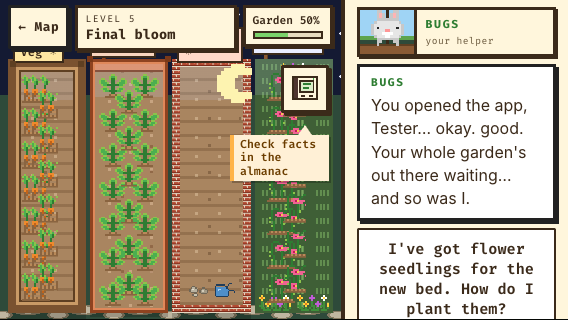 ← Map
LEVEL 5
Final bloom
Garden 50%
Veg
Check facts
in the
almanac
BUGS
your helper
BUGS
You opened the app,
Tester... okay. good.
Your whole garden's
out there waiting...
and so was I.
I've got flower
seedlings for the
new bed. How do I
plant them?